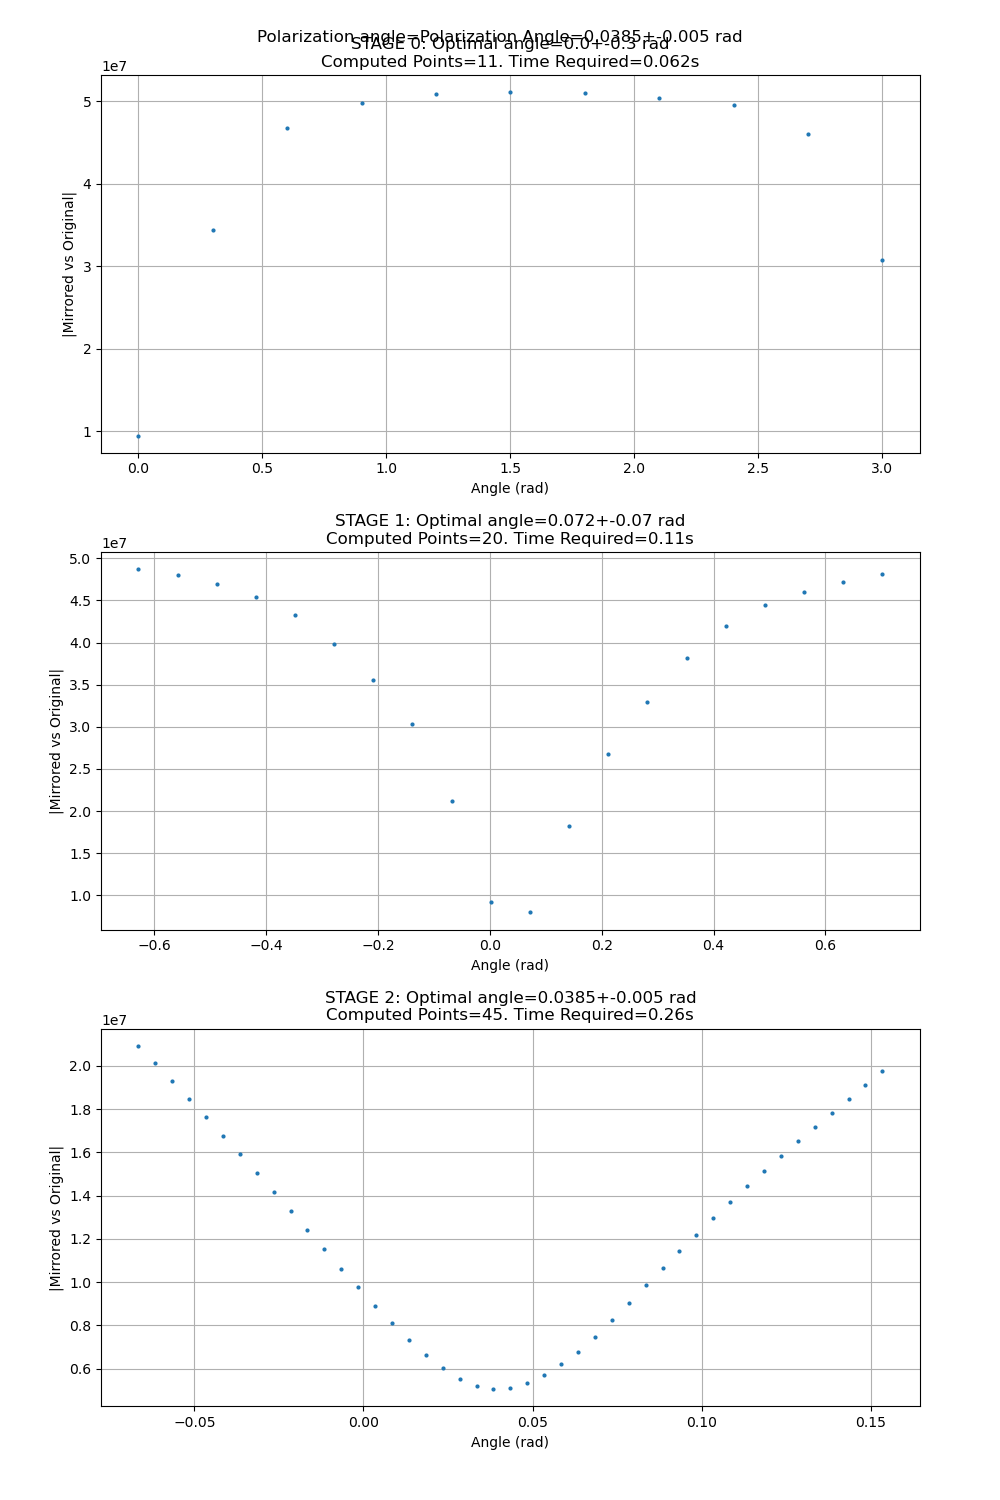 Polarization angle=Polarization Angle=0.0385+-0.005 rad
STAGE 0: Optimal angle=0.0+-0.3 rad
Computed Points=11. Time Required=0.062s
1e7
5
4
3
2
1
|Mirrored vs Original|
0.0 0.5 1.0 1.5 2.0 2.5 3.0
Angle (rad)
STAGE 1: Optimal angle=0.072+-0.07 rad
Computed Points=20. Time Required=0.11s
1e7
5.0
4.5
4.0
3.5
3.0
2.5
2.0
1.5
1.0
|Mirrored vs Original|
−0.6 −0.4 −0.2 0.0 0.2 0.4 0.6
Angle (rad)
STAGE 2: Optimal angle=0.0385+-0.005 rad
Computed Points=45. Time Required=0.26s
1e7
2.0
1.8
1.6
1.4
1.2
1.0
0.8
0.6
|Mirrored vs Original|
−0.05 0.00 0.05 0.10 0.15
Angle (rad)